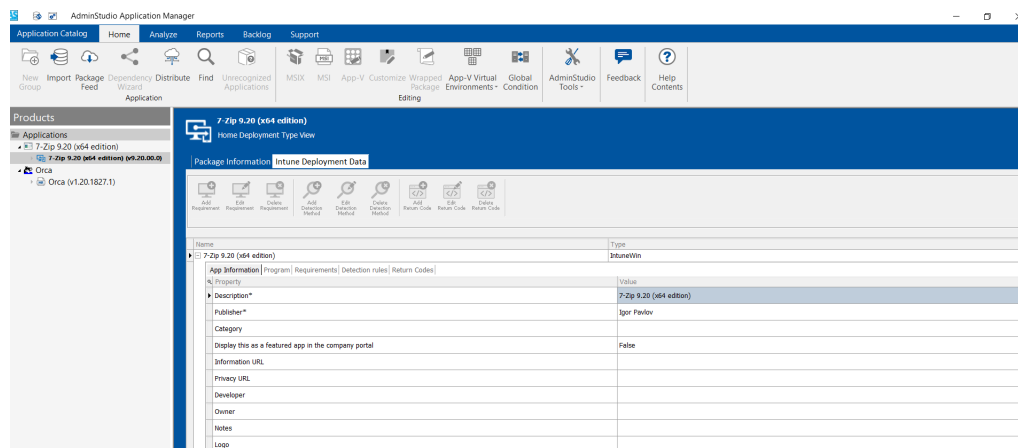 AdminStudio Application Manager
Application Catalog Home Analyze Reports Backlog Support
New Group Import Package Feed Dependency Wizard Distribute Find Unrecognized Applications MSIX MSI App-V Customize Wrapped Package App-V Virtual Environments Global Condition AdminStudio Tools Feedback Help Contents
Application Editing
Products
Applications
7-Zip 9.20 (x64 edition)
7-Zip 9.20 (x64 edition) (v9.20.00.0)
Orca
Orca (v1.20.1827.1)
7-Zip 9.20 (x64 edition)
Home Deployment Type View
Package Information Intune Deployment Data
Add Requirement Edit Requirement Delete Requirement Add Detection Method Edit Detection Method Delete Detection Method Add Return Code Edit Return Code Delete Return Code
Name Type
7-Zip 9.20 (x64 edition) IntuneWin
App Information Program Requirements Detection rules Return Codes
Property Value
Description* 7-Zip 9.20 (x64 edition)
Publisher* Igor Pavlov
Category
Display this as a featured app in the company portal False
Information URL
Privacy URL
Developer
Owner
Notes
Logo